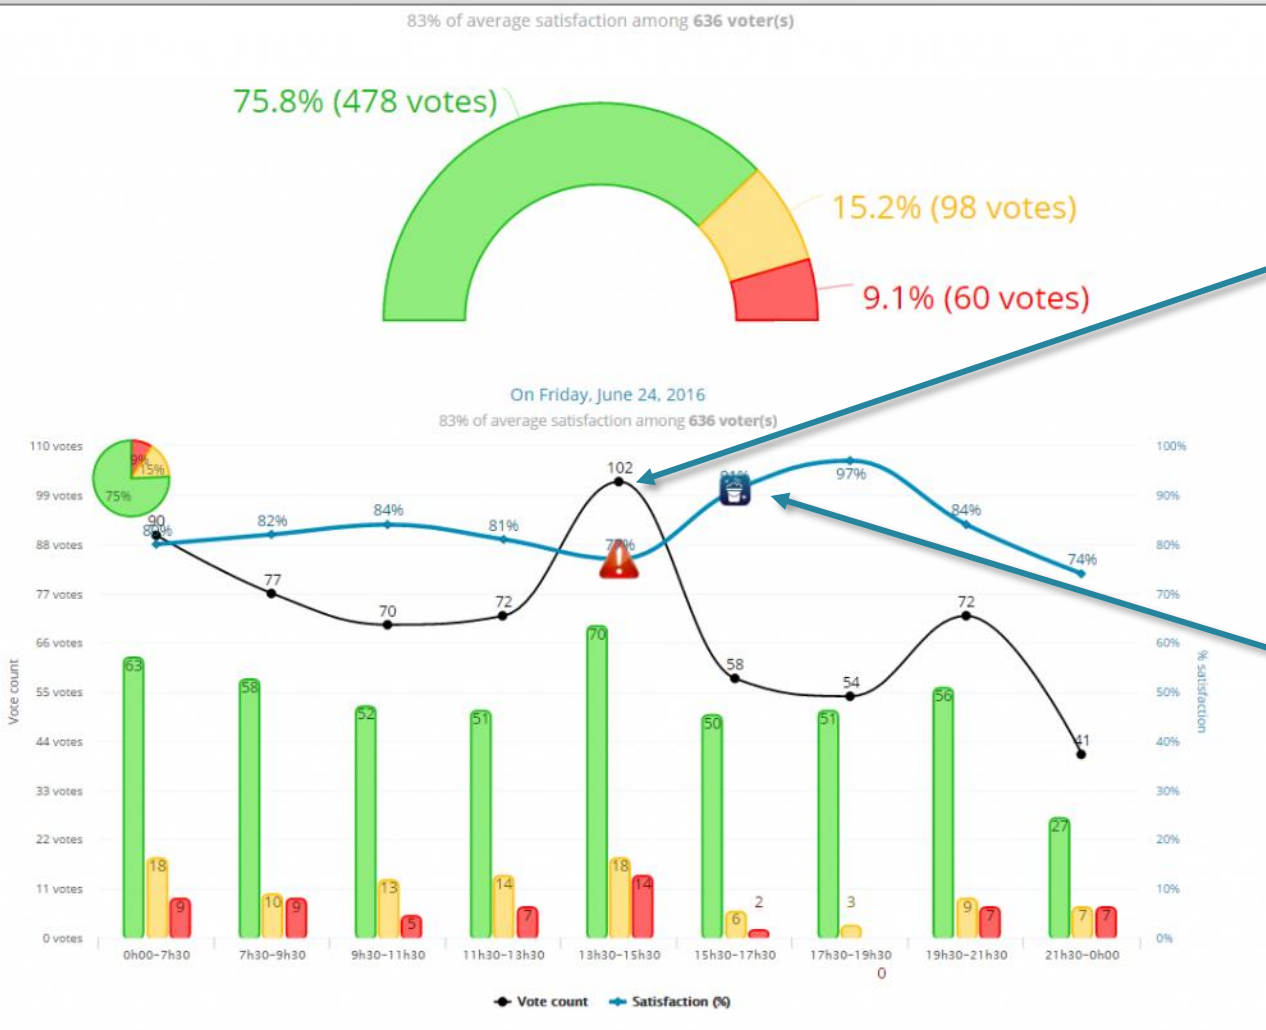 83% of average satisfaction among 636 voter(s)
75.8% (478 votes)
15.2% (98 votes)
9.1% (60 votes)
On Friday, June 24, 2016
83% of average satisfaction among 636 voter(s)
110 votes
99 votes
88 votes
77 votes
66 votes
55 votes
44 votes
33 votes
22 votes
11 votes
0 votes
Vote count
100%
90%
80%
70%
60%
50%
40%
30%
20%
10%
0%
% satisfaction
9%
15%
75%
90
77
70
72
102
58
54
72
41
82%
84%
81%
97%
84%
74%
63
18
9
58
10
9
52
13
5
51
14
7
70
18
14
50
6
2
51
3
0
56
9
7
27
7
7
0h00-7h30
7h30-9h30
9h30-11h30
11h30-13h30
13h30-15h30
15h30-17h30
17h30-19h30
19h30-21h30
21h30-0h00
Vote count
Satisfaction (%)